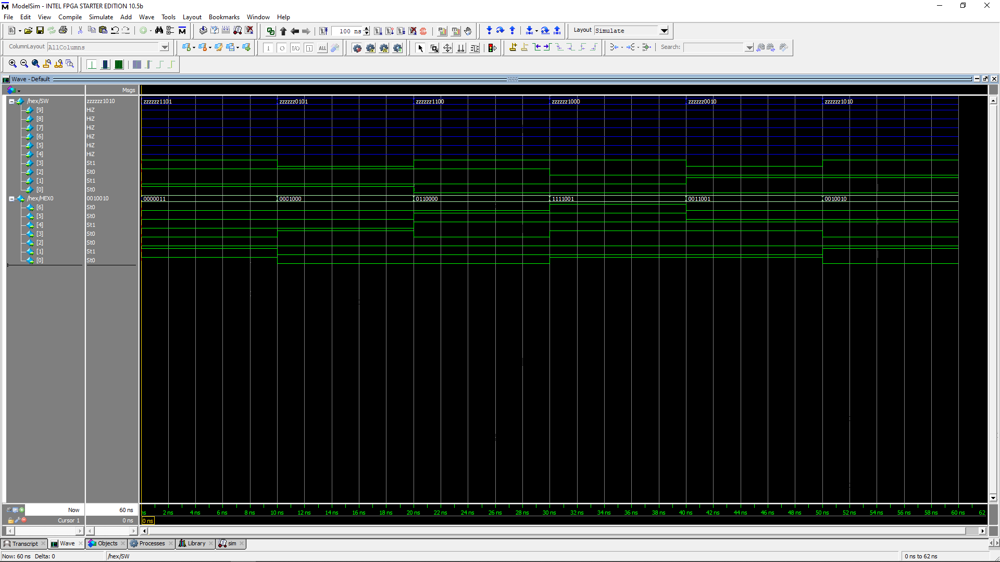 ModelSim - INTEL FPGA STARTER EDITION 10.5b
File Edit View Compile Simulate Add Wave Tools Layout Bookmarks Window Help
100 ns
Layout Simulate
ColumnLayout AllColumns
Search:
Wave - Default
Msgs
/hex/SW zzzzzz1010 zzzzzz1101 zzzzzz0101 zzzzzz1100 zzzzzz1000 zzzzzz0010 zzzzzz1010
[9] HiZ
[8] HiZ
[7] HiZ
[6] HiZ
[5] HiZ
[4] HiZ
[3] St1
[2] St0
[1] St1
[0] St0
/hex/HEX0 0010010 0000011 0001000 0110000 1111001 0011001 0010010
[6] St0
[5] St0
[4] St1
[3] St0
[2] St0
[1] St1
[0] St0
Now 60 ns
ns 2 ns 4 ns 6 ns 8 ns 10 ns 12 ns 14 ns 16 ns 18 ns 20 ns 22 ns 24 ns 26 ns 28 ns 30 ns 32 ns 34 ns 36 ns 38 ns 40 ns 42 ns 44 ns 46 ns 48 ns 50 ns 52 ns 54 ns 56 ns 58 ns 60 ns 62
Cursor 1 0 ns 0 ns
Transcript Wave Objects Processes Library sim
Now: 60 ns Delta: 0 /hex/SW 0 ns to 62 ns